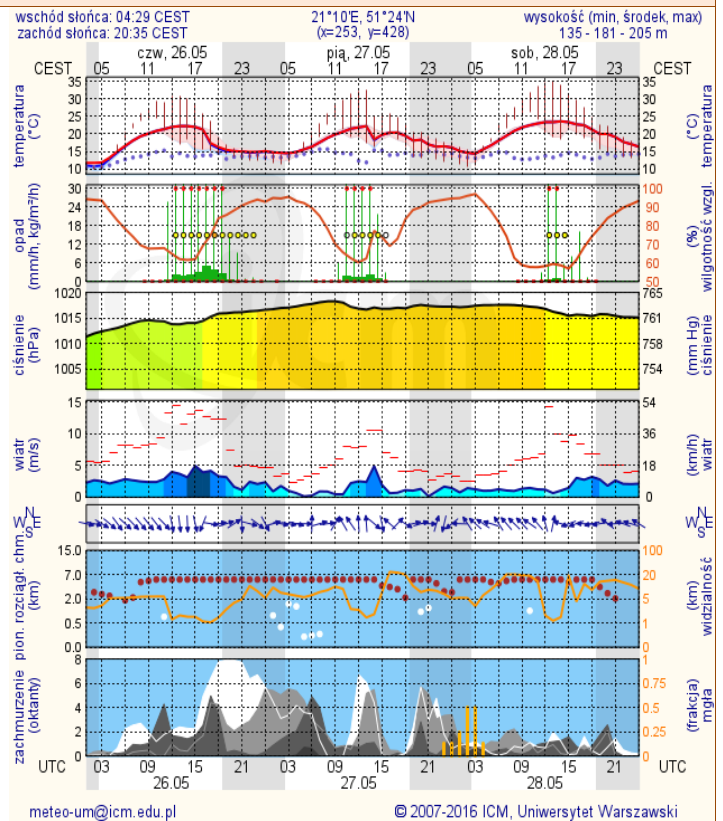 wschód słońca: 04:29 CEST 21°10'E, 51°24'N wysokość (min, środek, max)
zachód słońca: 20:35 CEST (x=253, y=428) 135 - 181 - 205 m
czw, 26.05 pią, 27.05 sob, 28.05
CEST 05 11 17 23 05 11 17 23 05 11 17 23 CEST
temperatura (°C)
35 30 25 20 15 10
35 30 25 20 15 10
temperatura (°C)
opad (mm/h, kg/m²/h)
30 24 18 12 6 0
100 90 80 70 60 50
(%) wilgotność wzgl.
ciśnienie (hPa)
1020 1015 1010 1005
765 761 758 754
(mm Hg) ciśnienie
wiatr (m/s)
15 10 5 0
54 36 18 0
(km/h) wiatr
N W E S
N W E S
pion. rozciągł. chm. (km)
15.0 7.0 2.0 0.5 0.0
100 20 5 1 0
(km) widzialność
zachmurzenie (oktanty)
8 6 4 2 0
1 0.75 0.5 0.25 0
(frakcja) mgła
UTC 03 09 15 21 03 09 15 21 03 09 15 21 UTC
26.05 27.05 28.05
meteo-um@icm.edu.pl © 2007-2016 ICM, Uniwersytet Warszawski